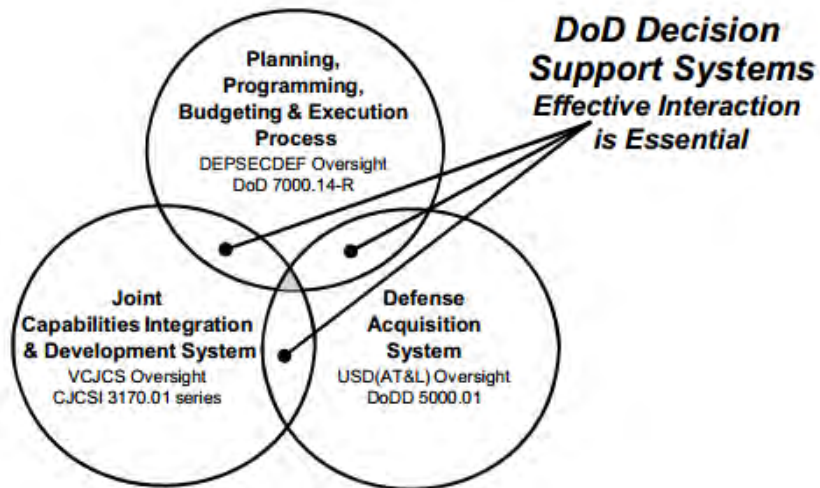 DoD Decision
Support Systems
Effective Interaction
is Essential
Planning,
Programming,
Budgeting & Execution
Process
DEPSECDEF Oversight
DoD 7000.14-R
Joint
Capabilities Integration
& Development System
VCJCS Oversight
CJCSI 3170.01 series
Defense
Acquisition
System
USD(AT&L) Oversight
DoDD 5000.01